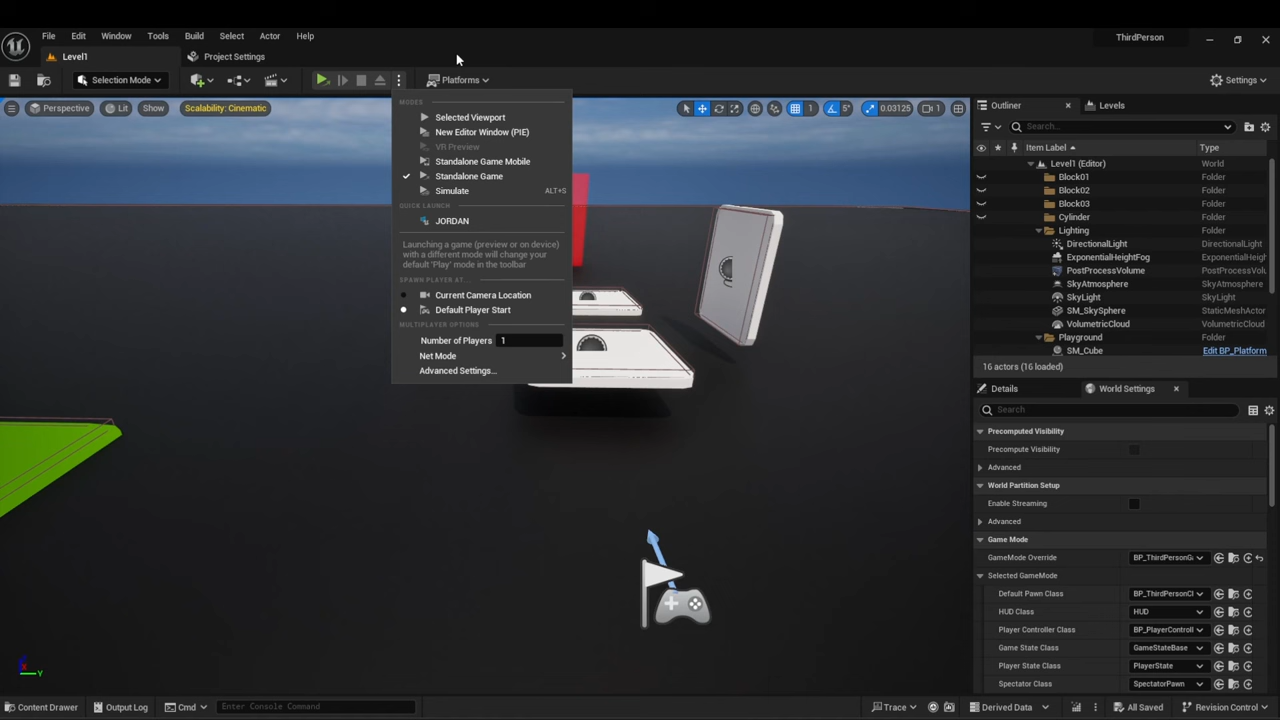 ThirdPerson
File Edit Window Tools Build Select Actor Help
Level1
Project Settings
Selection Mode
Platforms
Settings
Perspective
Lit
Show
Scalability: Cinematic
1
5°
0.03125
1
MODES
Selected Viewport
New Editor Window (PIE)
VR Preview
Standalone Game Mobile
Standalone Game
Simulate ALT+S
QUICK LAUNCH
JORDAN
Launching a game (preview or on device)
with a different mode will change your
default 'Play' mode in the toolbar
SPAWN PLAYER AT...
Current Camera Location
Default Player Start
MULTIPLAYER OPTIONS
Number of Players 1
Net Mode
Advanced Settings...
Outliner
Levels
Search...
Item Label Type
Level1 (Editor) World
Block01 Folder
Block02 Folder
Block03 Folder
Cylinder Folder
Lighting Folder
DirectionalLight DirectionalLight
ExponentialHeightFog ExponentialHeightF
PostProcessVolume PostProcessVolu
SkyAtmosphere SkyAtmosphere
SkyLight SkyLight
SM_SkySphere StaticMeshActor
VolumetricCloud VolumetricCloud
Playground Folder
SM_Cube Edit BP_Platform
16 actors (16 loaded)
Details
World Settings
Search
Precomputed Visibility
Precompute Visibility
Advanced
World Partition Setup
Enable Streaming
Advanced
Game Mode
GameMode Override BP_ThirdPersonG
Selected GameMode
Default Pawn Class BP_ThirdPersonCl
HUD Class HUD
Player Controller Class BP_PlayerControll
Game State Class GameStateBase
Player State Class PlayerState
Spectator Class SpectatorPawn
X
Y
Content Drawer
Output Log
Cmd
Enter Console Command
Trace
Derived Data
All Saved
Revision Control